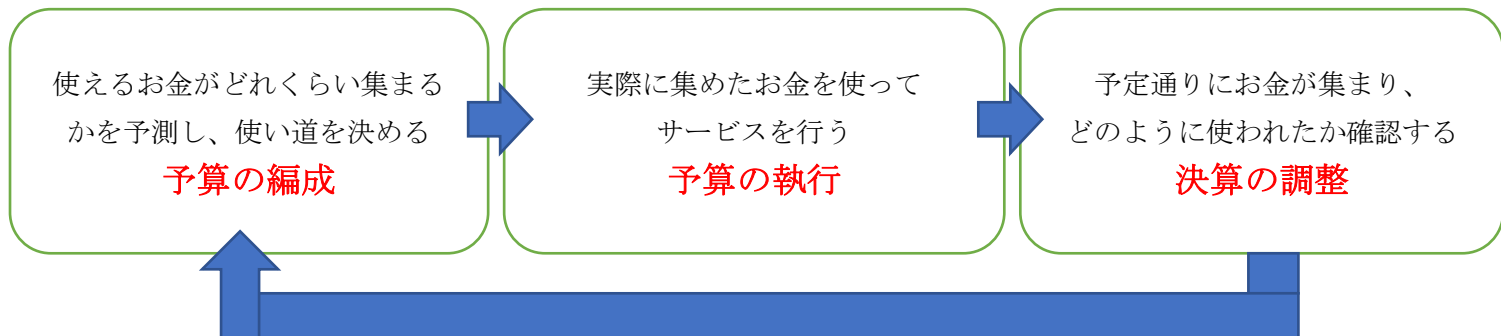 使えるお金がどれくらい集まる
かを予測し、使い道を決める
予算の編成
実際に集めたお金を使って
サービスを行う
予算の執行
予定通りにお金が集まり、
どのように使われたか確認する
決算の調整